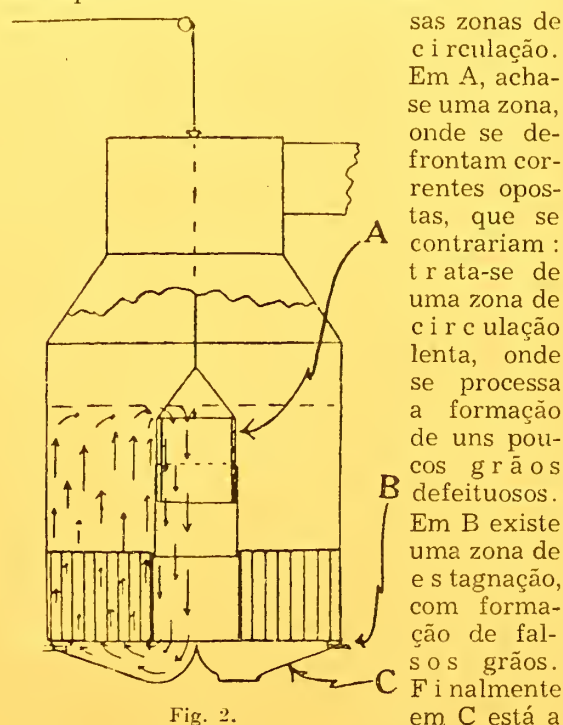 sas zonas de
circulação.
Em A, acha-
se uma zona,
onde se de-
frontam cor-
rentes opos-
tas, que se
contrariam :
trata-se de
uma zona de
circulação
lenta, onde
se processa
a formação
de uns pou-
cos grãos
defeituosos.
Em B existe
uma zona de
estagnação,
com forma-
ção de fal-
sos grãos.
Finalmente
em C está a
A
B
C
Fig. 2.